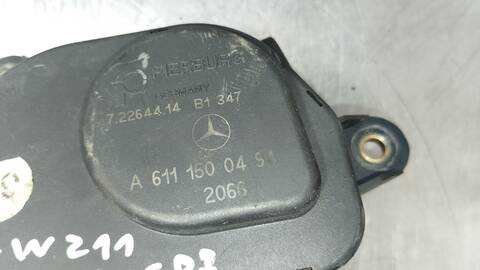 PIERBURG
GERMANY
7.22644.14 B1 347
A 611 150 04 94
2066
W211